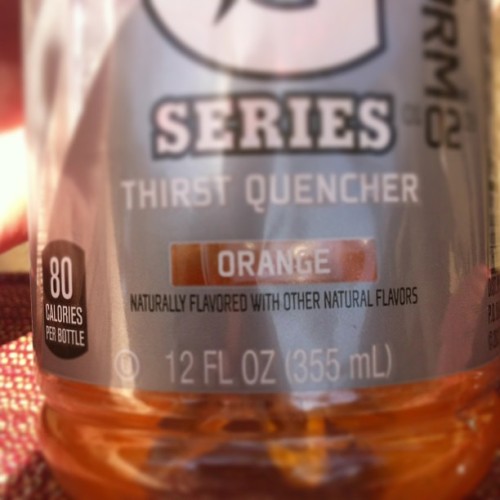 G
SERIES
THIRST QUENCHER
ORANGE
NATURALLY FLAVORED WITH OTHER NATURAL FLAVORS
80
CALORIES
PER BOTTLE
12 FL OZ (355 mL)